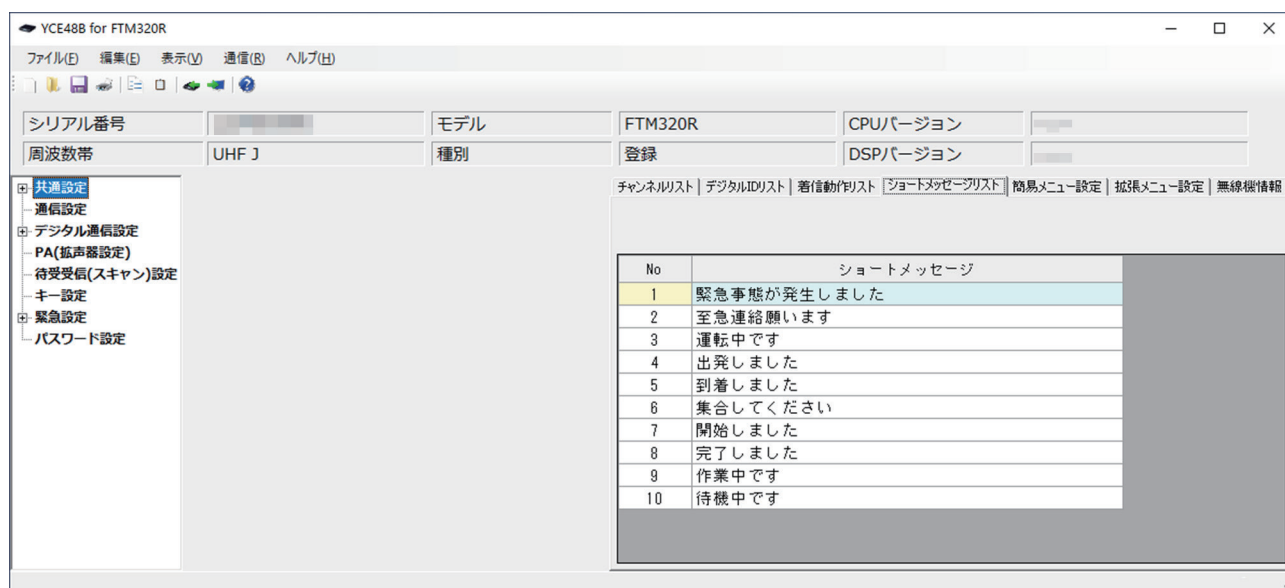 YCE48B for FTM320R
ファイル(F) 編集(E) 表示(V) 通信(R) ヘルプ(H)
シリアル番号 モデル FTM320R CPUバージョン
周波数帯 UHF J 種別 登録 DSPバージョン
共通設定
通信設定
デジタル通信設定
PA(拡声器設定)
待受受信(スキャン)設定
キー設定
緊急設定
パスワード設定
チャンネルリスト デジタルIDリスト 着信動作リスト ショートメッセージリスト 簡易メニュー設定 拡張メニュー設定 無線機情報
No ショートメッセージ
1 緊急事態が発生しました
2 至急連絡願います
3 運転中です
4 出発しました
5 到着しました
6 集合してください
7 開始しました
8 完了しました
9 作業中です
10 待機中です